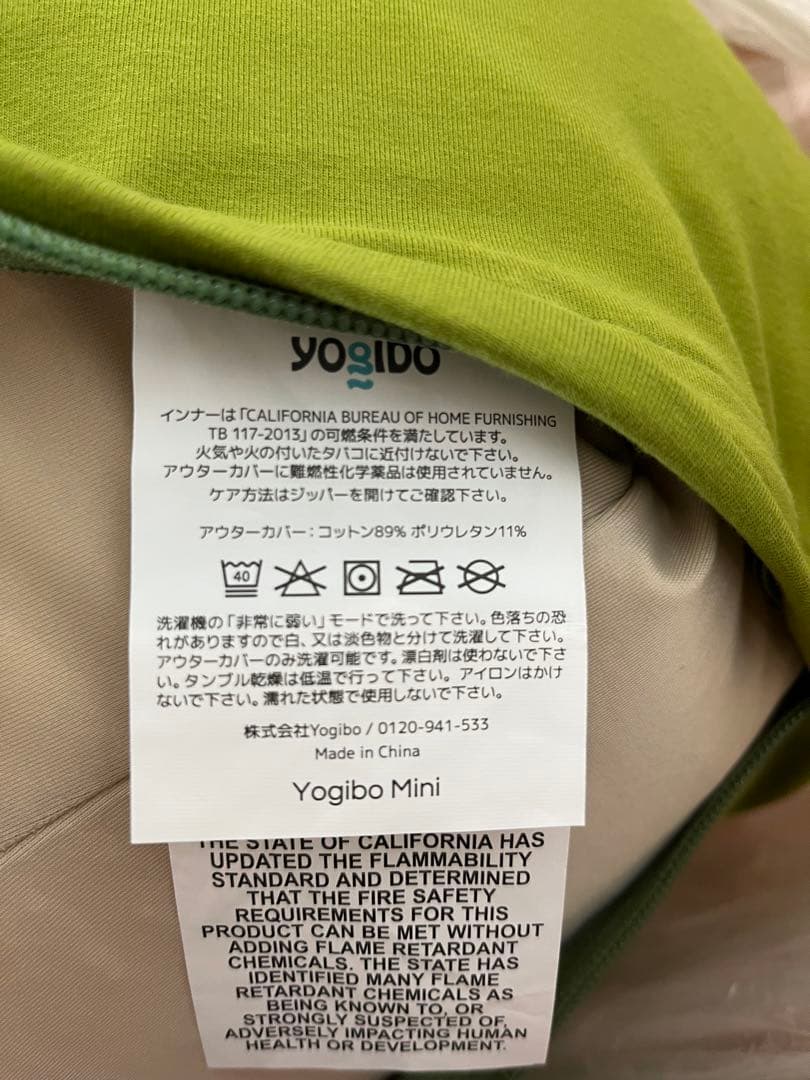 yogibo
インナーは「CALIFORNIA BUREAU OF HOME FURNISHING
TB 117-2013」の可燃条件を満たしています。
火気や火の付いたタバコに近付けないで下さい。
アウターカバーに難燃性化学薬品は使用されていません。
ケア方法はジッパーを開けてご確認下さい。
アウターカバー：コットン89% ポリウレタン11%
40
洗濯機の「非常に弱い」モードで洗って下さい。色落ちの恐
れがありますので白、又は淡色物と分けて洗濯して下さい。
アウターカバーのみ洗濯可能です。漂白剤は使わないで下さ
い。タンブル乾燥は低温で行って下さい。アイロンはかけ
ないで下さい。濡れた状態で使用しないで下さい。
株式会社Yogibo / 0120-941-533
Made in China
Yogibo Mini
THE STATE OF CALIFORNIA HAS
UPDATED THE FLAMMABILITY
STANDARD AND DETERMINED
THAT THE FIRE SAFETY
REQUIREMENTS FOR THIS
PRODUCT CAN BE MET WITHOUT
ADDING FLAME RETARDANT
CHEMICALS. THE STATE HAS
IDENTIFIED MANY FLAME
RETARDANT CHEMICALS AS
BEING KNOWN TO, OR
STRONGLY SUSPECTED OF,
ADVERSELY IMPACTING HUMAN
HEALTH OR DEVELOPMENT.